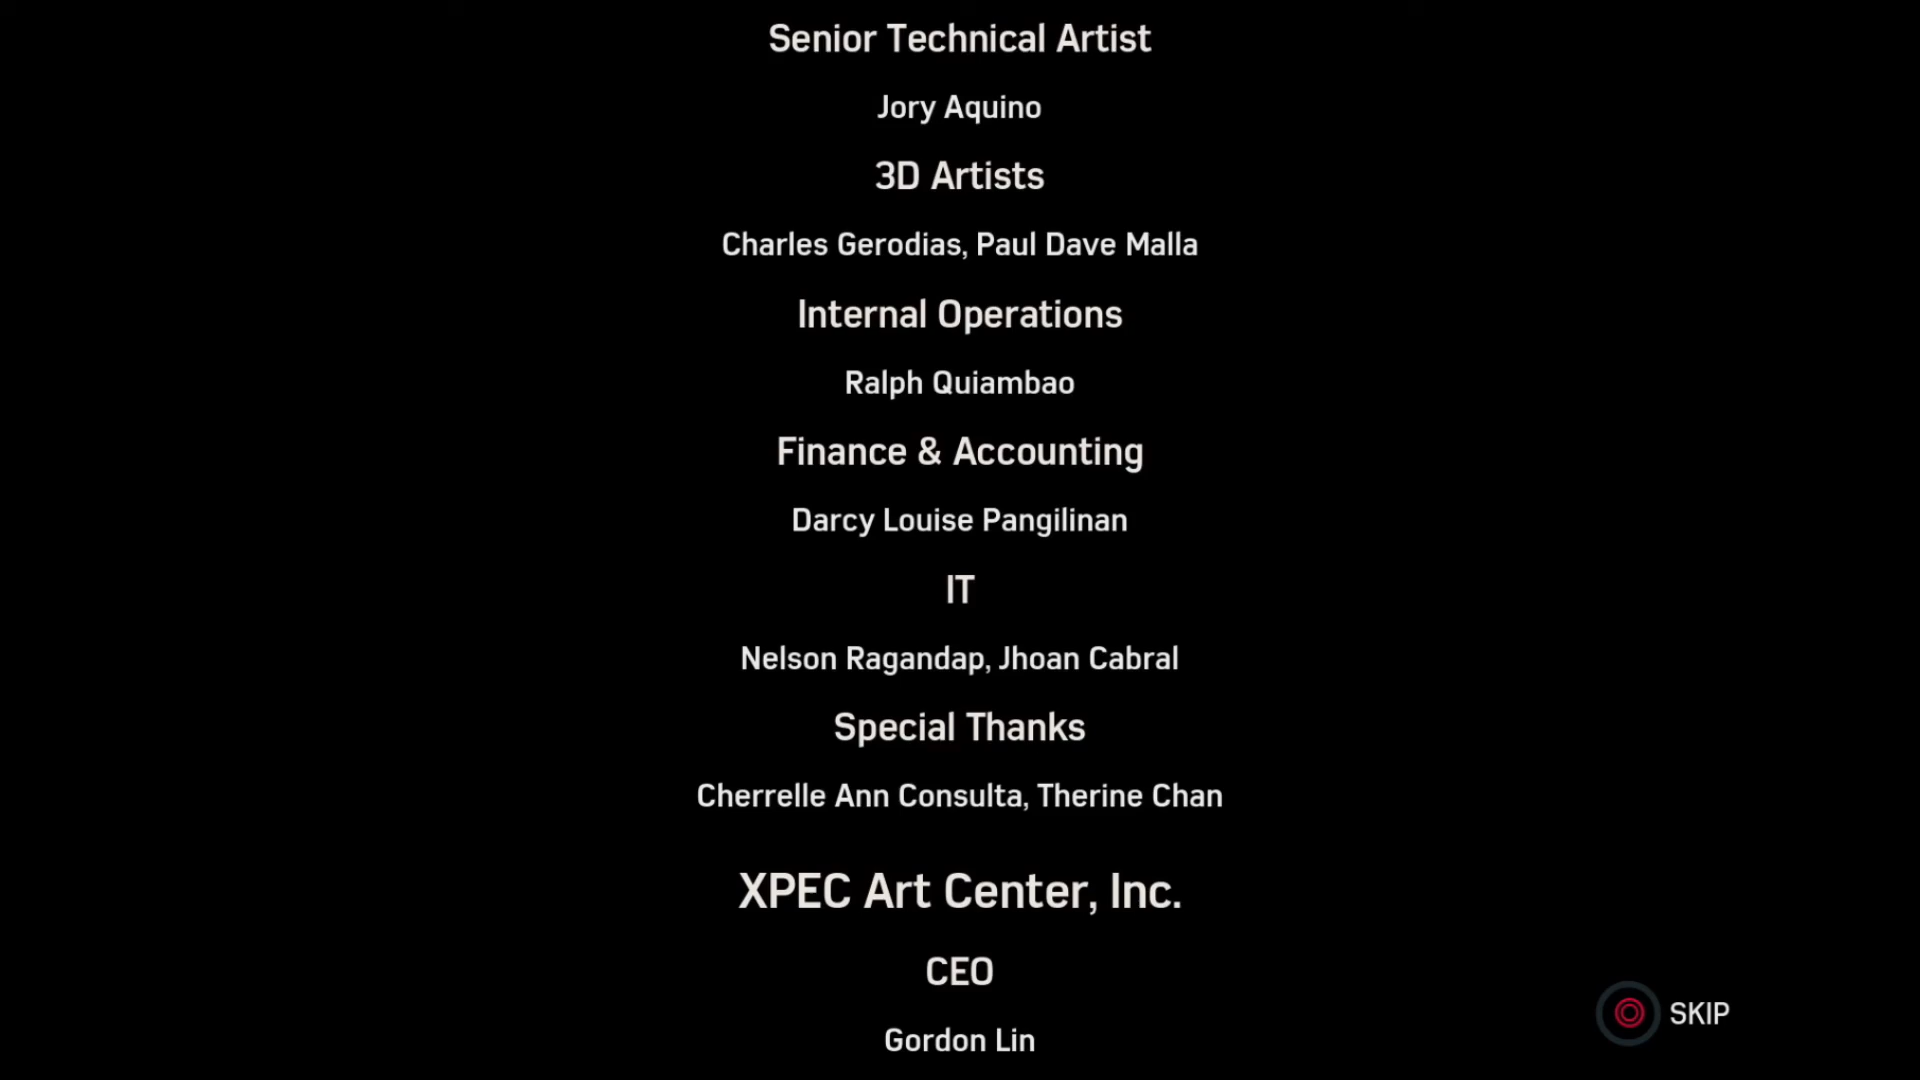 Senior Technical Artist
Jory Aquino
3D Artists
Charles Gerodias, Paul Dave Malla
Internal Operations
Ralph Quiambao
Finance & Accounting
Darcy Louise Pangilinan
IT
Nelson Ragandap, Jhoan Cabral
Special Thanks
Cherrelle Ann Consulta, Therine Chan
XPEC Art Center, Inc.
CEO
Gordon Lin
SKIP